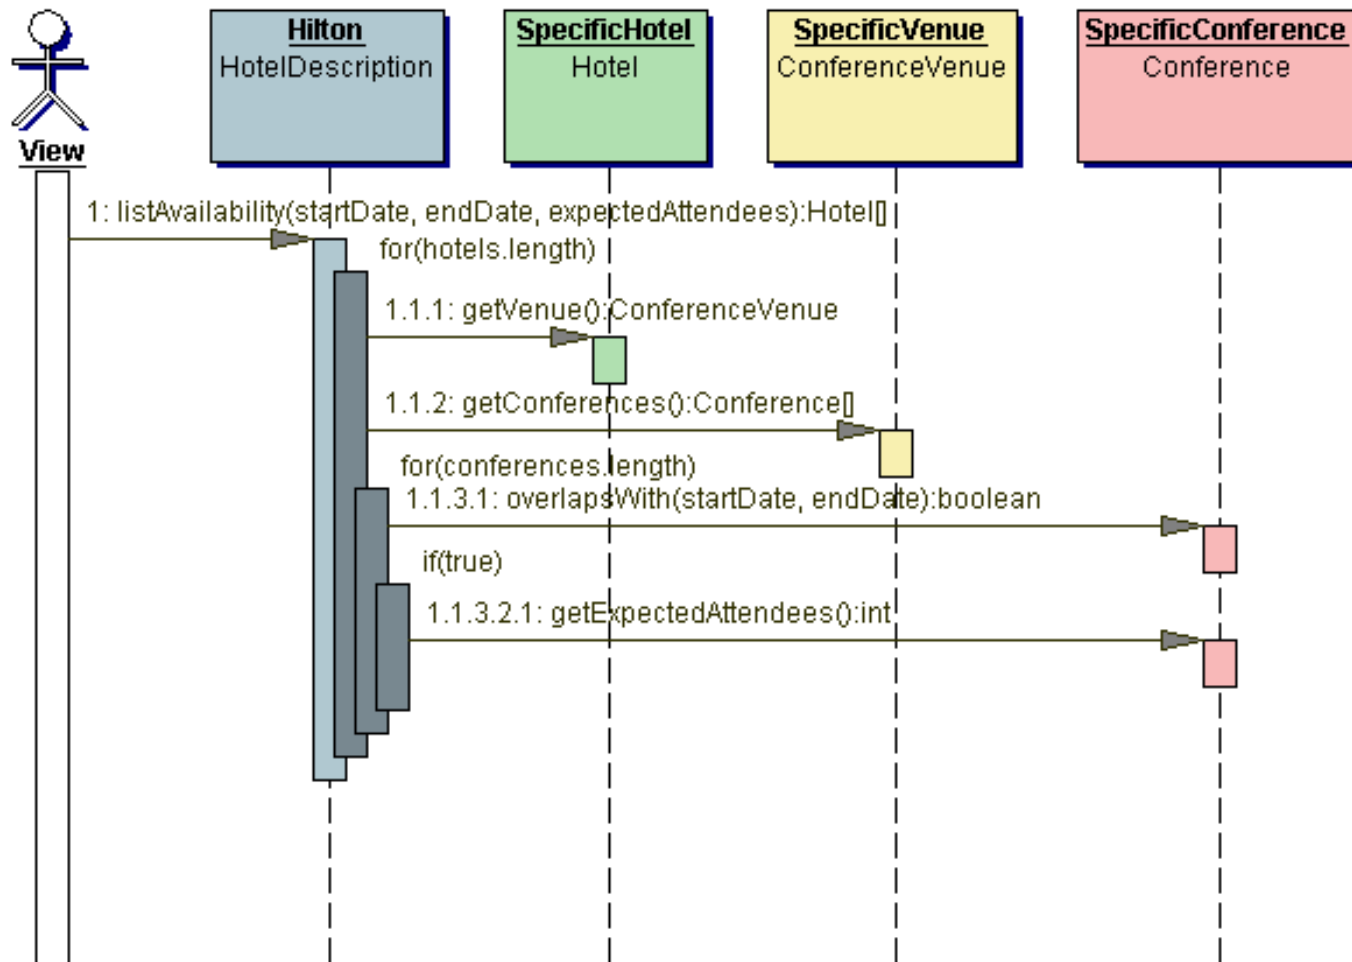 Hilton
HotelDescription
SpecificHotel
Hotel
SpecificVenue
ConferenceVenue
SpecificConference
Conference
View
1: listAvailability(startDate, endDate, expectedAttendees):Hotel[]
for(hotels.length)
1.1.1: getVenue():ConferenceVenue
1.1.2: getConferences():Conference[]
for(conferences.length)
1.1.3.1: overlapsWith(startDate, endDate):boolean
if(true)
1.1.3.2.1: getExpectedAttendees():int